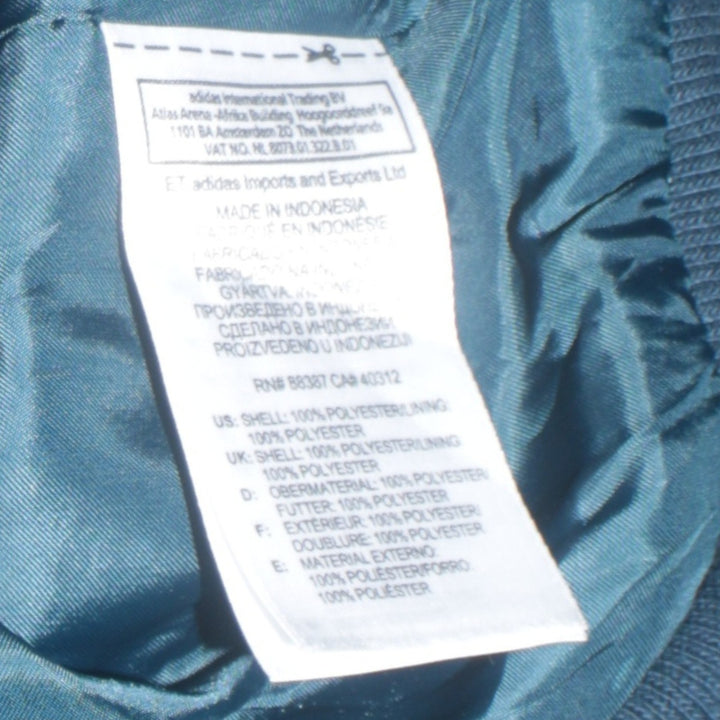 adidas International Trading BV
Atlas Arena -Afrika Building Hoogoorddreef 9a
1101 BA Amsterdam ZO The Netherlands
VAT NO. NL 8073.01.322.B.01
adidas Imports and Exports Ltd
MADE IN INDONESIA
EN INDONÉSIE
GYÁRTVA
ПРОИЗВЕДЕНО В
СДЕЛАНО В ИНДОНЕЗИИ
PROIZVEDENO U INDONEZIJI
RN# 88387 CA# 40312
US: SHELL: 100% POLYESTER/LINING:
100% POLYESTER
UK: SHELL: 100% POLYESTER/LINING
100% POLYESTER
D: OBERMATERIAL: 100% POLYESTER/
FUTTER: 100% POLYESTER
F: EXTÉRIEUR: 100% POLYESTER/
DOUBLURE: 100% POLYESTER
E: MATERIAL EXTERNO:
100% POLIÉSTER/FORRO:
100% POLIÉSTER